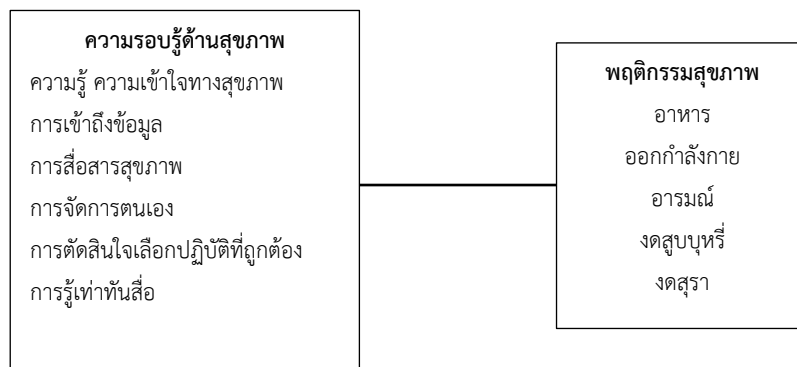 ความรอบรู้ด้านสุขภาพ
ความรู้ ความเข้าใจทางสุขภาพ
การเข้าถึงข้อมูล
การสื่อสารสุขภาพ
การจัดการตนเอง
การตัดสินใจเลือกปฏิบัติที่ถูกต้อง
การรู้เท่าทันสื่อ
พฤติกรรมสุขภาพ
อาหาร
ออกกำลังกาย
อารมณ์
งดสูบบุหรี่
งดสุรา